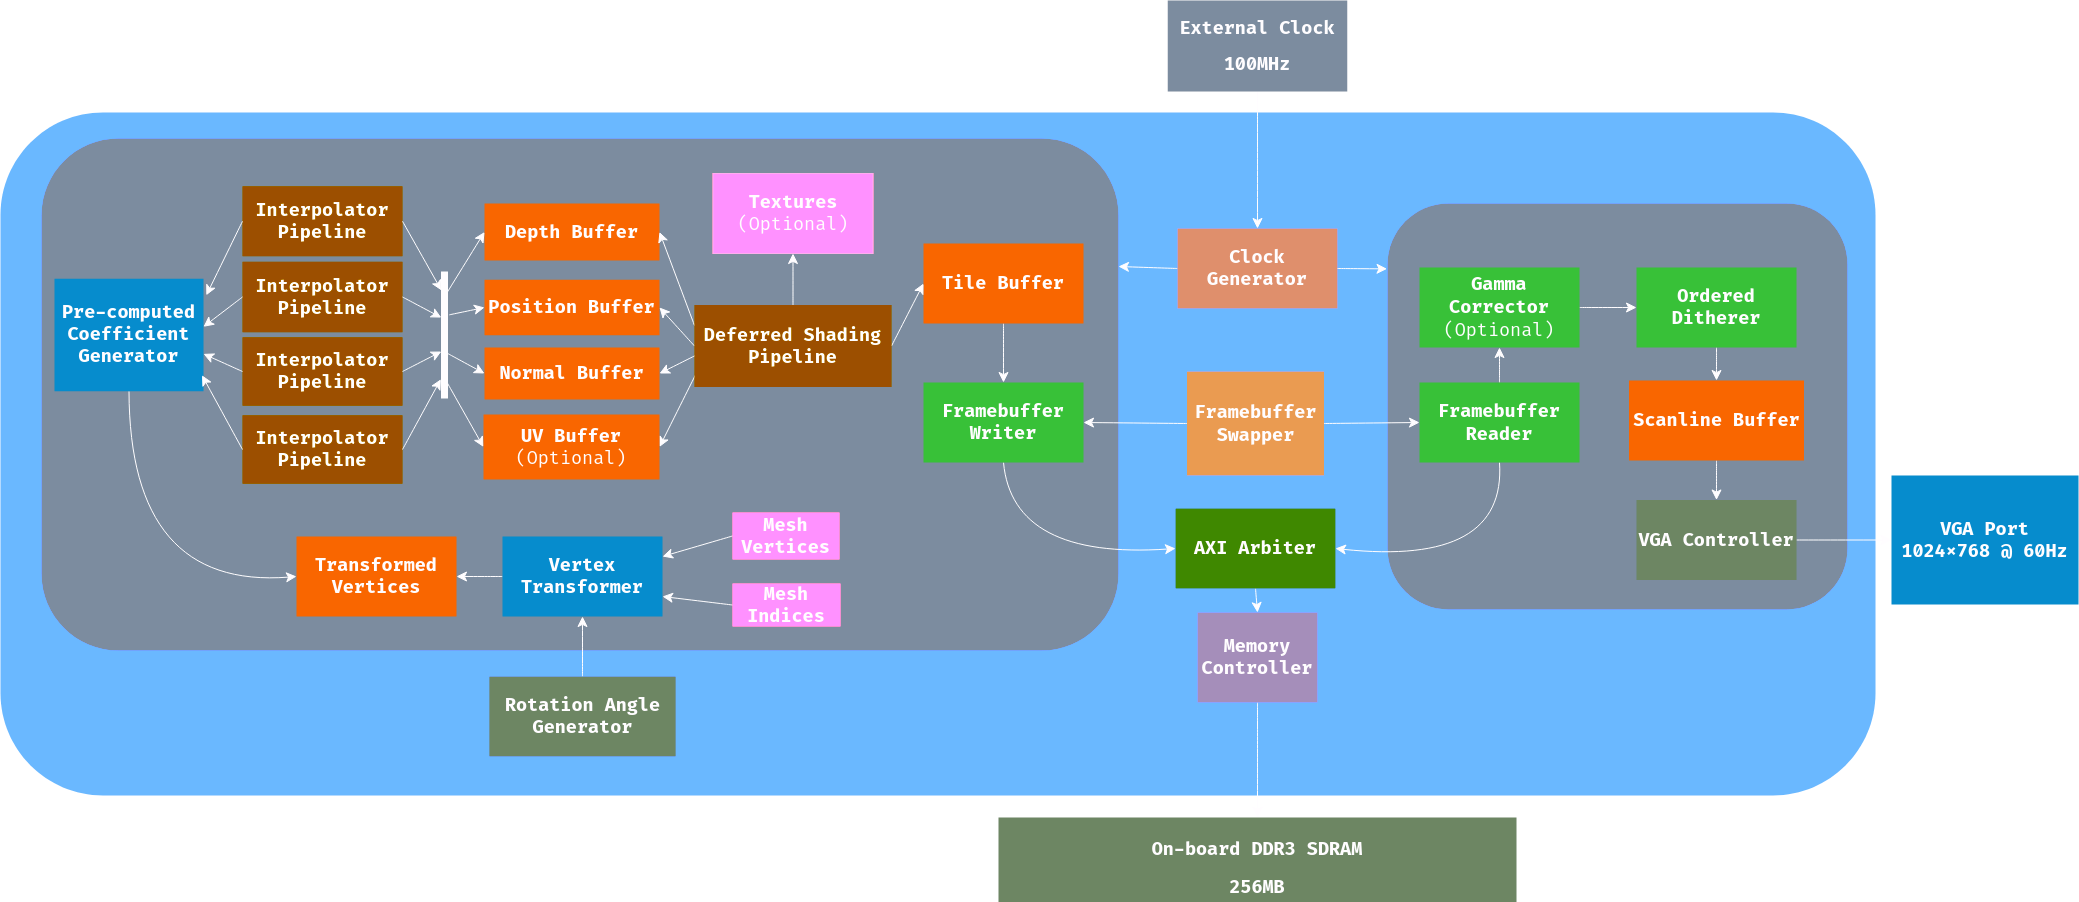 External Clock
100MHz
Interpolator
Pipeline
Interpolator
Pipeline
Interpolator
Pipeline
Interpolator
Pipeline
Pre-computed
Coefficient
Generator
Depth Buffer
Position Buffer
Normal Buffer
UV Buffer
(Optional)
Textures
(Optional)
Deferred Shading
Pipeline
Tile Buffer
Framebuffer
Writer
Transformed
Vertices
Vertex
Transformer
Mesh
Vertices
Mesh
Indices
Rotation Angle
Generator
Clock
Generator
Framebuffer
Swapper
AXI Arbiter
Memory
Controller
Gamma
Corrector
(Optional)
Ordered
Ditherer
Framebuffer
Reader
Scanline Buffer
VGA Controller
VGA Port
1024×768 @ 60Hz
On-board DDR3 SDRAM
256MB